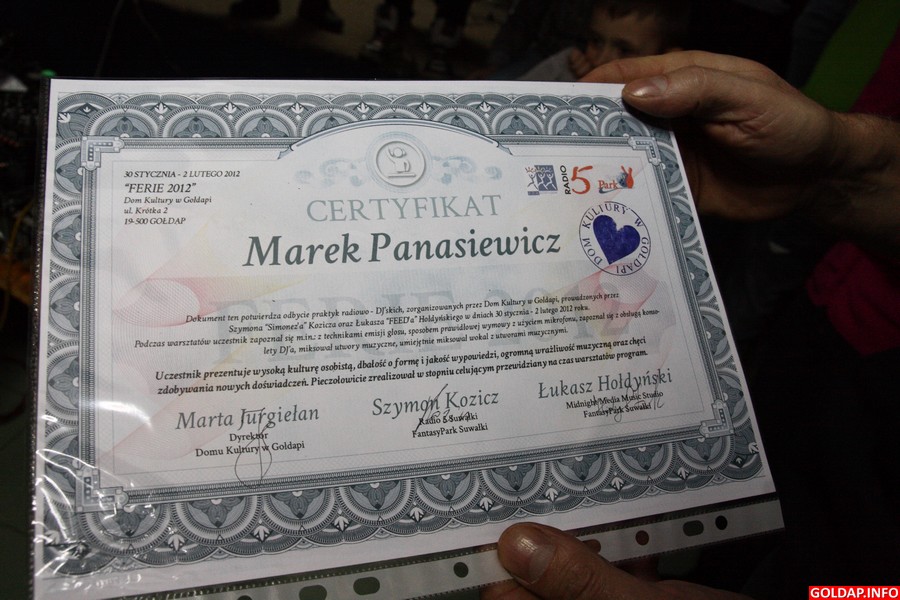 30 STYCZNIA - 2 LUTEGO 2012
"FERIE 2012"
Dom Kultury w Gołdapi
ul. Krótka 2
19-500 GOŁDAP
RADIO 5
Park
CERTYFIKAT
DOM KULTURY W GOŁDAPI
Marek Panasiewicz
FERIE 2012
Dokument ten potwierdza odbycie praktyk radiowo - DJ'skich, zorganizowanych przez Dom Kultury w Gołdapi, prowadzonych przez
Szymona "Simonez'a" Kozicza oraz Łukasza "FEED'a" Hołdyńskiego w dniach 30 stycznia - 2 lutego 2012 roku.
Podczas warsztatów uczestnik zapoznał się m.in.: z technikami emisji głosu, sposobem prawidłowej wymowy z użyciem mikrofonu, zapoznał się z obsługą konso-
lety DJ'a, miksował utwory muzyczne, umiejętnie miksował wokal z utworami muzycznymi.
Uczestnik prezentuje wysoką kulturę osobistą, dbałość o formę i jakość wypowiedzi, ogromną wrażliwość muzyczną oraz chęci
zdobywania nowych doświadczeń. Pieczołowicie zrealizował w stopniu celującym przewidziany na czas warsztatów program.
Marta Jurgielan
Dyrektor
Domu Kultury w Gołdapi
Szymon Kozicz
Radio 5 Suwałki
FantasyPark Suwałki
Łukasz Hołdyński
Midnight Media Music Studio
FantasyPark Suwałki
GOLDAP.INFO